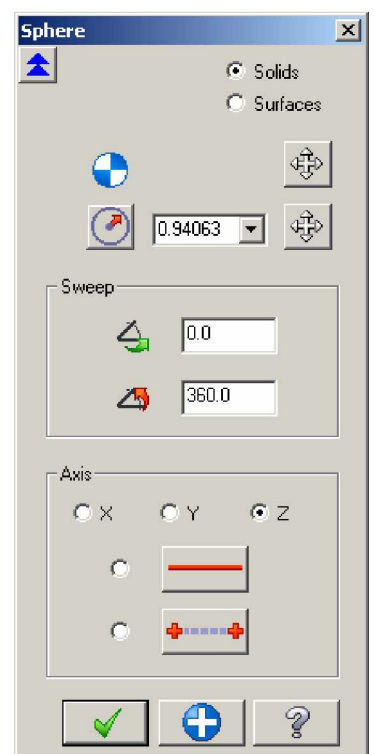 Sphere
Solids
Surfaces
0.94063
Sweep
0.0
360.0
Axis
X Y Z